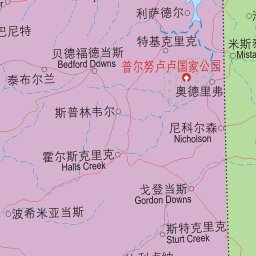 利萨德尔
巴尼特
特基克里克
米斯
Mista
贝德福德当斯
Bedford Downs
普尔努卢卢国家公园
泰布尔兰
奥德里弗
斯普林韦尔
尼科尔森
Nicholson
霍尔斯克里克
Halls Creek
戈登当斯
Gordon Downs
波希米亚当斯
斯特克里克
Sturt Creek